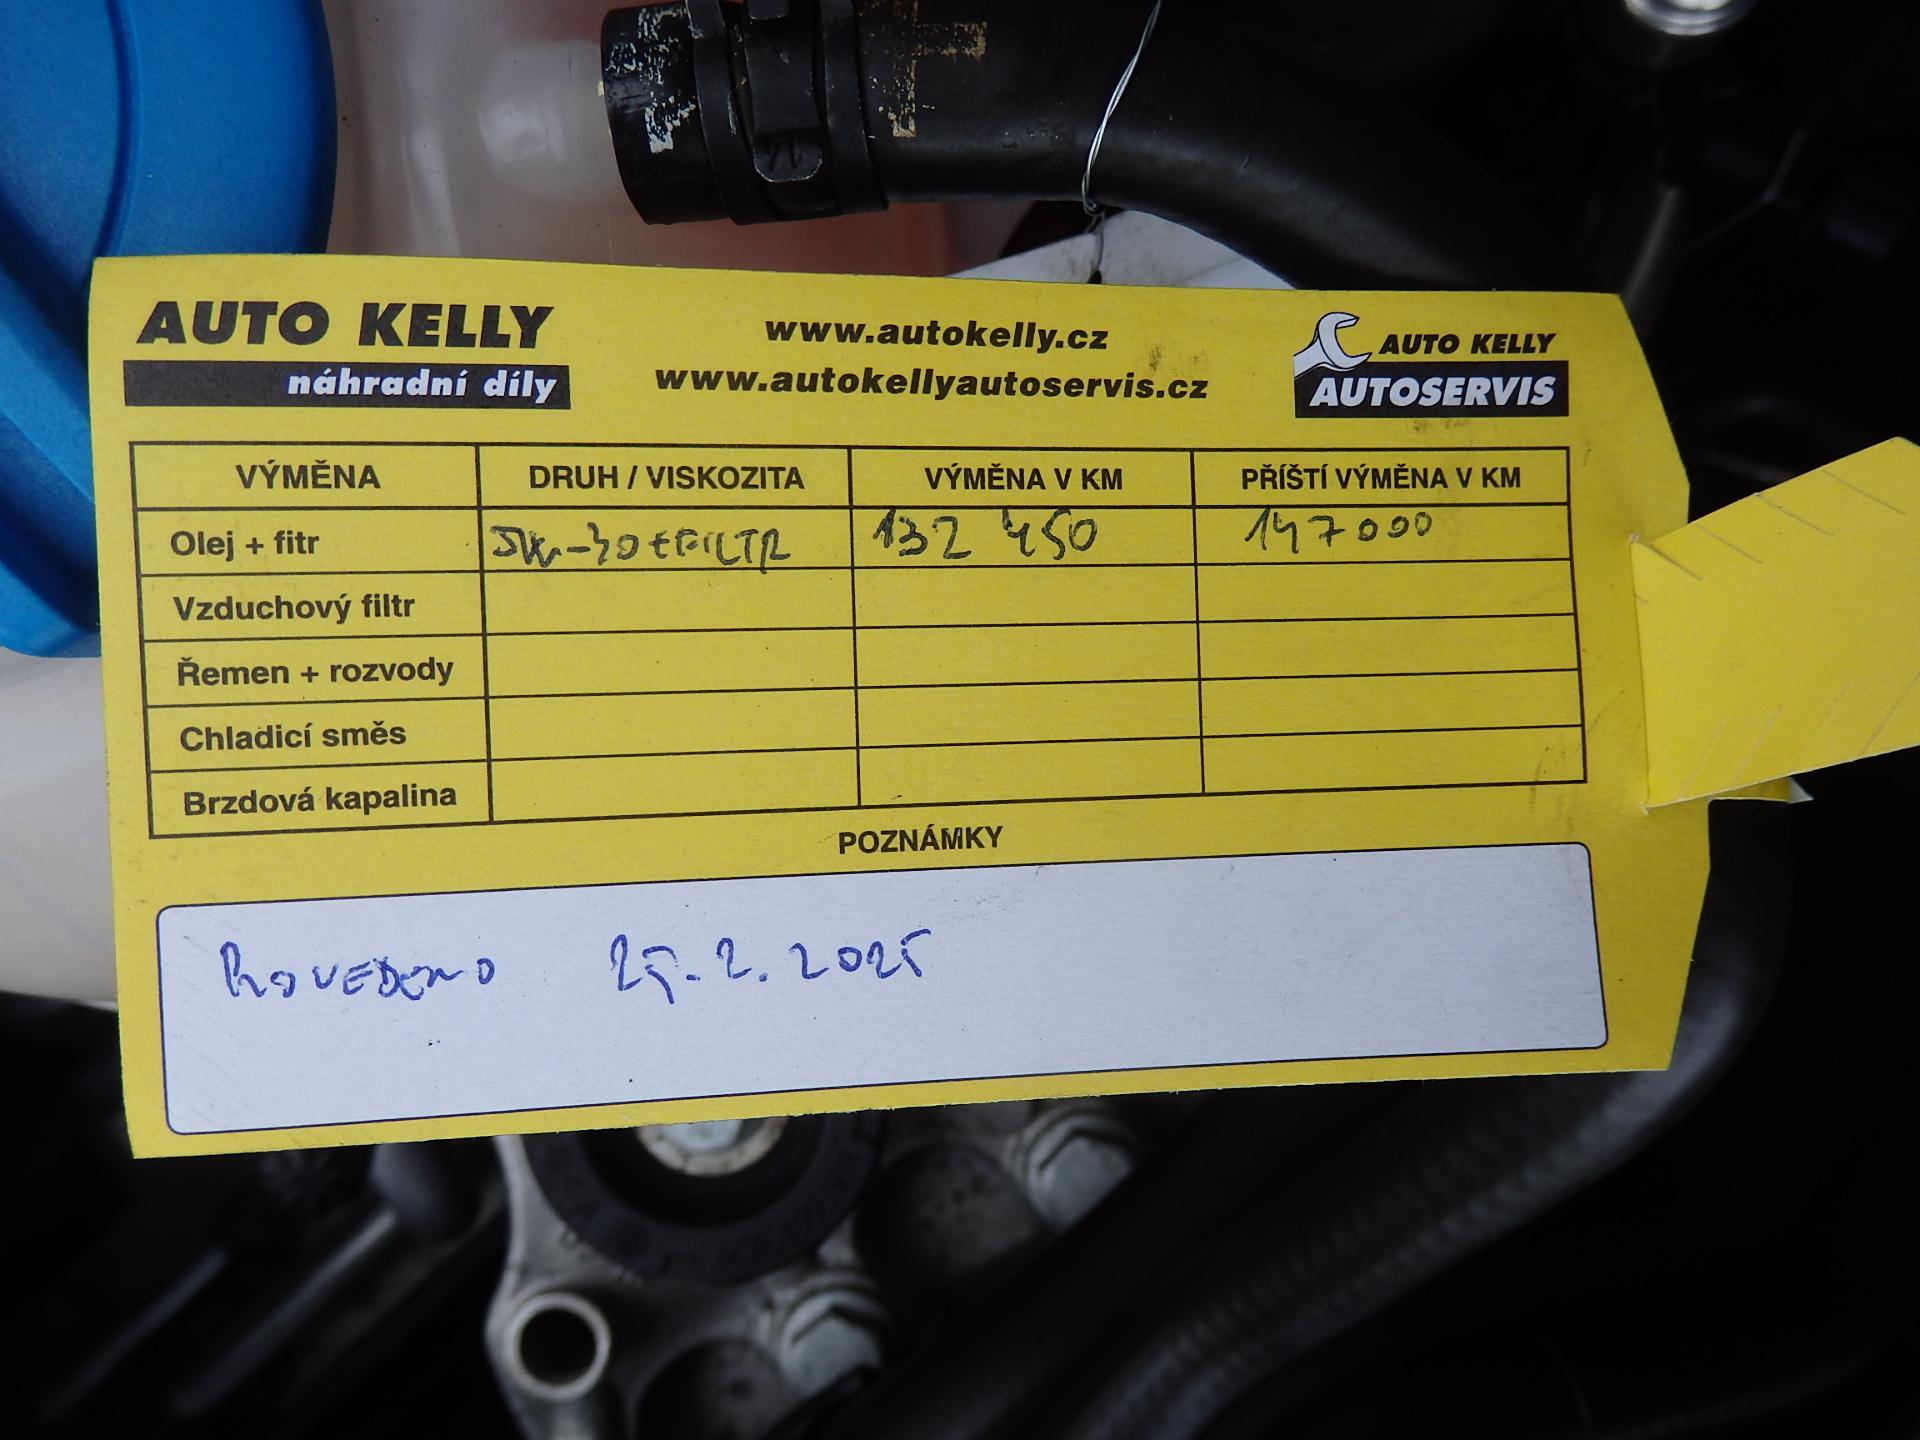 AUTO KELLY
náhradní díly
www.autokelly.cz
www.autokellyautoservis.cz
AUTO KELLY
AUTOSERVIS
VÝMĚNA DRUH / VISKOZITA VÝMĚNA V KM PŘÍŠTÍ VÝMĚNA V KM
Olej + fitr 5W-30+FILTR 132 450 147000
Vzduchový filtr
Řemen + rozvody
Chladicí směs
Brzdová kapalina
POZNÁMKY
PROVEDENO 25.2.2025